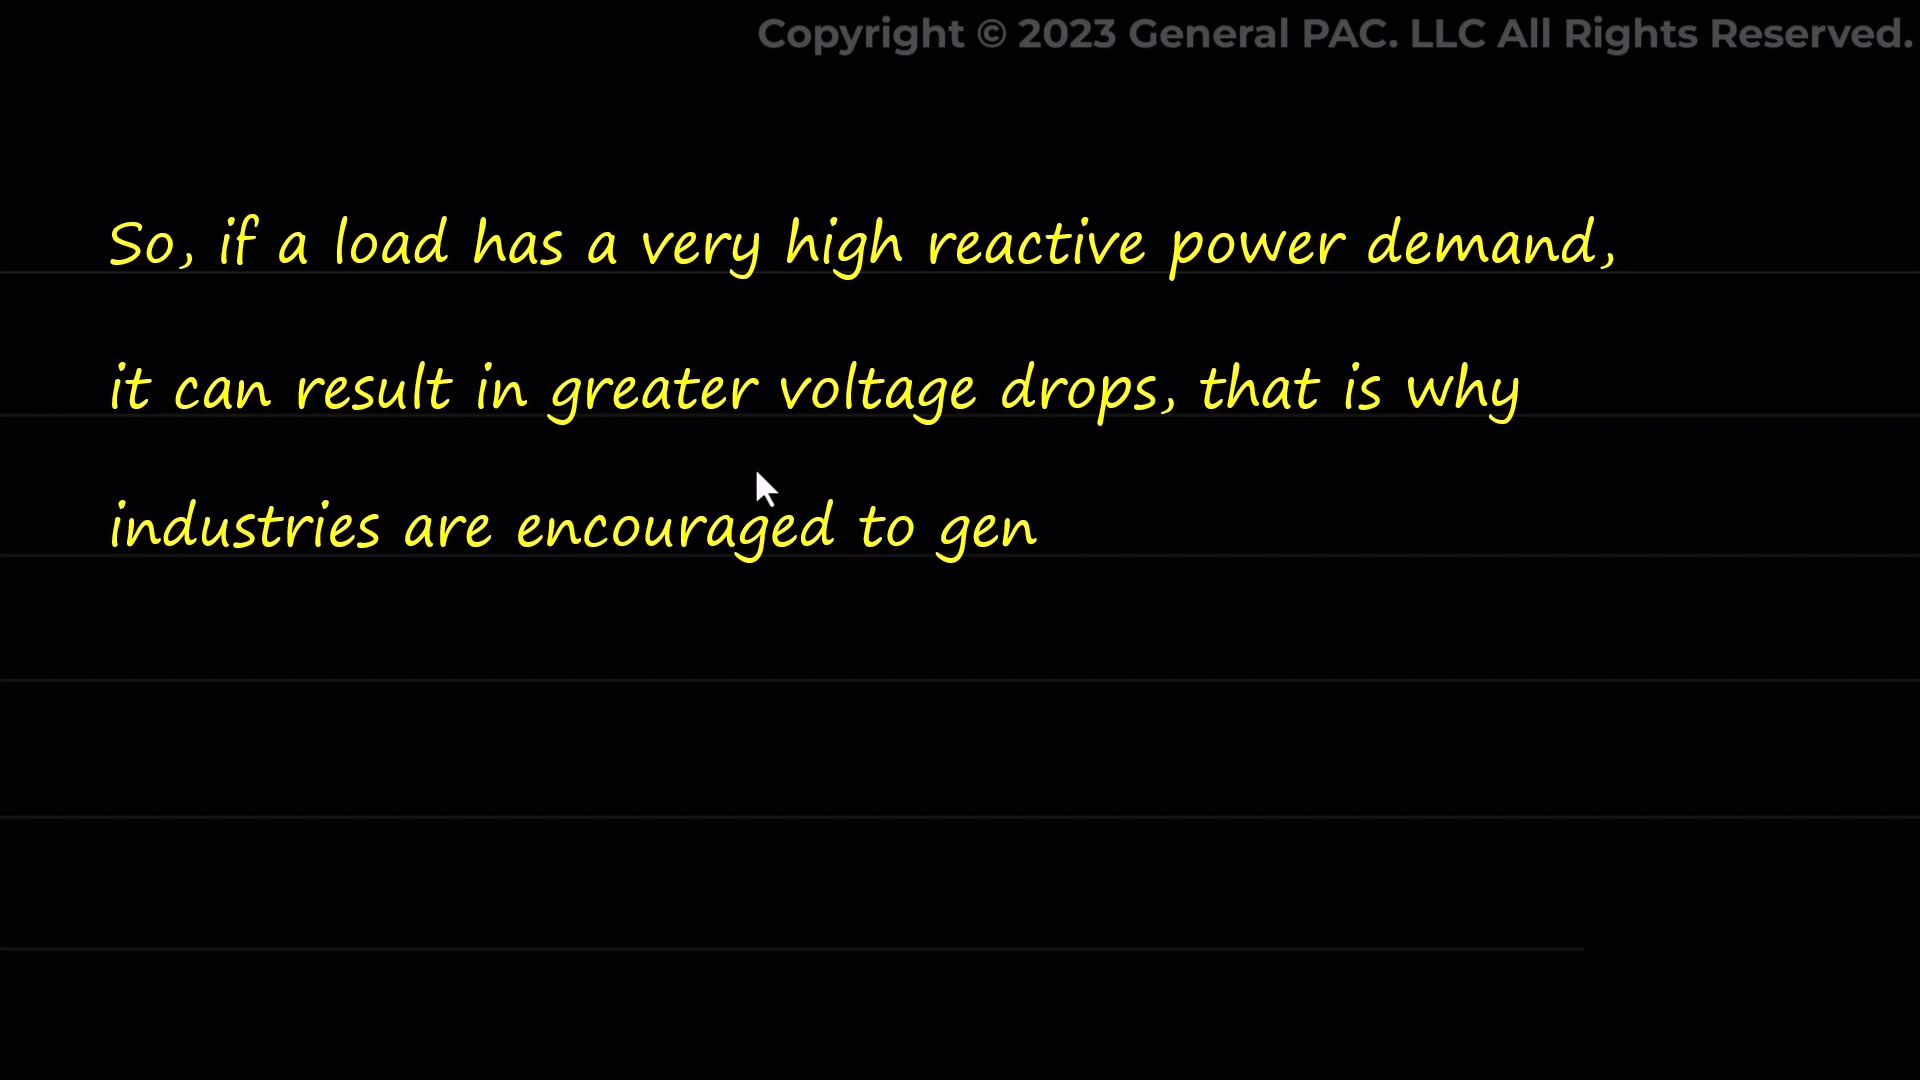 Copyright © 2023 General PAC. LLC All Rights Reserved.
So, if a load has a very high reactive power demand,
it can result in greater voltage drops, that is why
industries are encouraged to gen